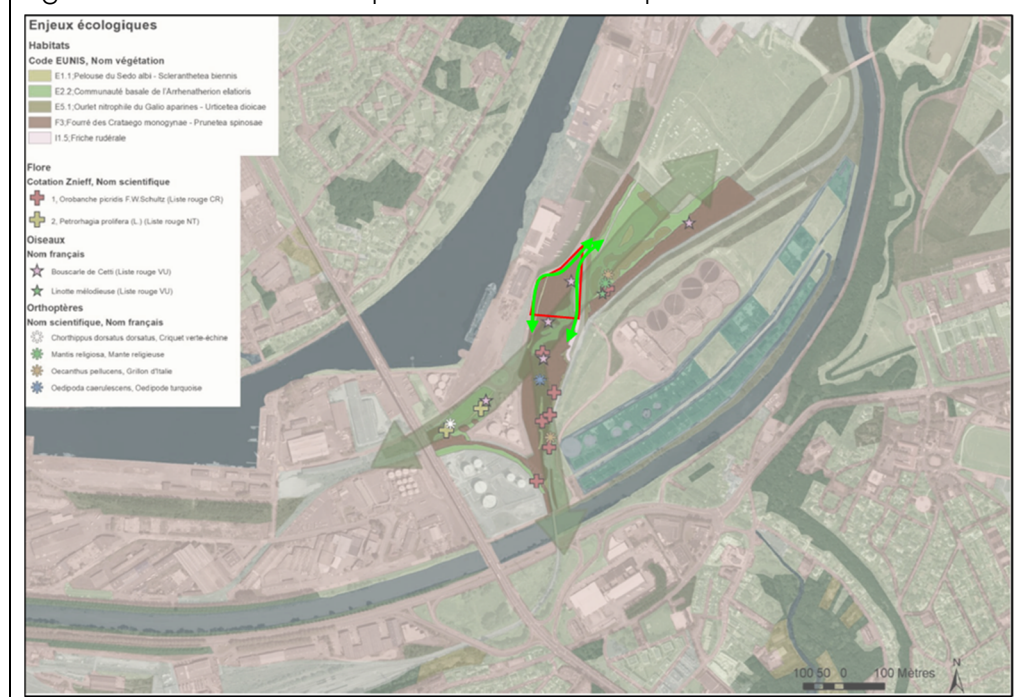 Enjeux écologiques
Habitats
Code EUNIS, Nom végétation
E1.1;Pelouse du Sedo albi - Scleranthetea biennis
E2.2;Communauté basale de l'Arrhenatherion elatioris
E5.1;Ourlet nitrophile du Galio aparines - Urticetea dioicae
F3;Fourré des Crataego monogynae - Prunetea spinosae
I1.5;Friche rudérale
Flore
Cotation Znieff, Nom scientifique
1, Orobanche picridis F.W.Schultz (Liste rouge CR)
2, Petrorhagia prolifera (L.) (Liste rouge NT)
Oiseaux
Nom français
Bouscarle de Cetti (Liste rouge VU)
Linotte mélodieuse (Liste rouge VU)
Orthoptères
Nom scientifique, Nom français
Chorthippus dorsatus dorsatus, Criquet verte-échine
Mantis religiosa, Mante religieuse
Oecanthus pellucens, Grillon d'Italie
Oedipoda caerulescens, Oedipode turquoise
100 50 0 100 Mètres
N